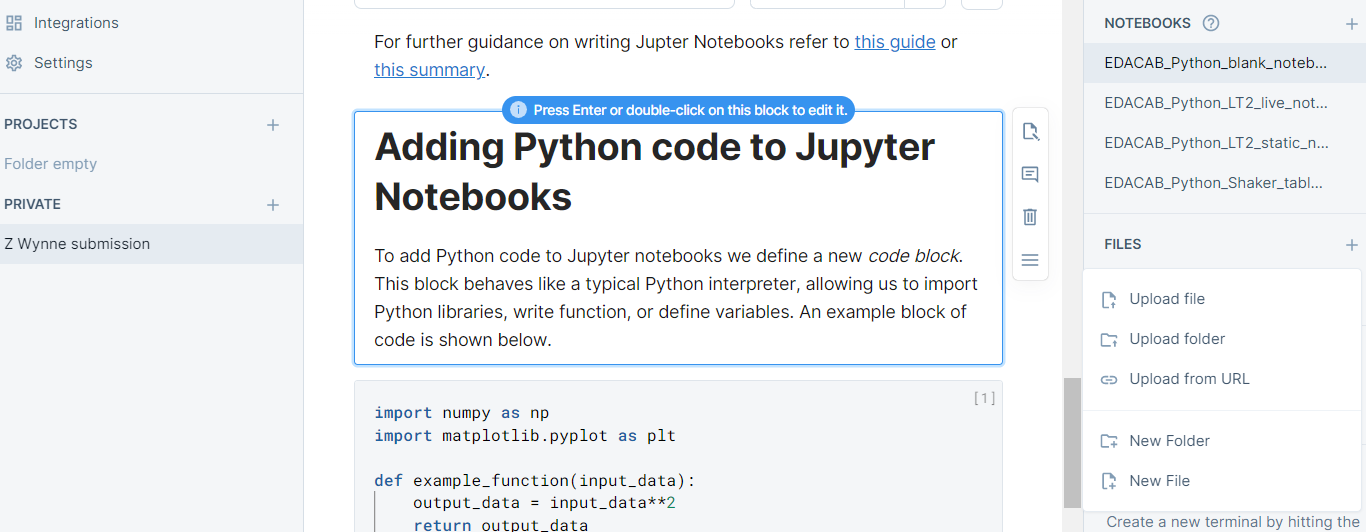 Integrations
Settings
PROJECTS
Folder empty
PRIVATE
Z Wynne submission
For further guidance on writing Jupter Notebooks refer to this guide or
this summary.
Press Enter or double-click on this block to edit it.
Adding Python code to Jupyter
Notebooks
To add Python code to Jupyter notebooks we define a new code block.
This block behaves like a typical Python interpreter, allowing us to import
Python libraries, write function, or define variables. An example block of
code is shown below.
[1]
import numpy as np
import matplotlib.pyplot as plt
def example_function(input_data):
    output_data = input_data**2
    return output_data
NOTEBOOKS
EDACAB_Python_blank_noteb...
EDACAB_Python_LT2_live_not...
EDACAB_Python_LT2_static_n...
EDACAB_Python_Shaker_tabl...
FILES
Upload file
Upload folder
Upload from URL
New Folder
New File
Create a new terminal by hitting the